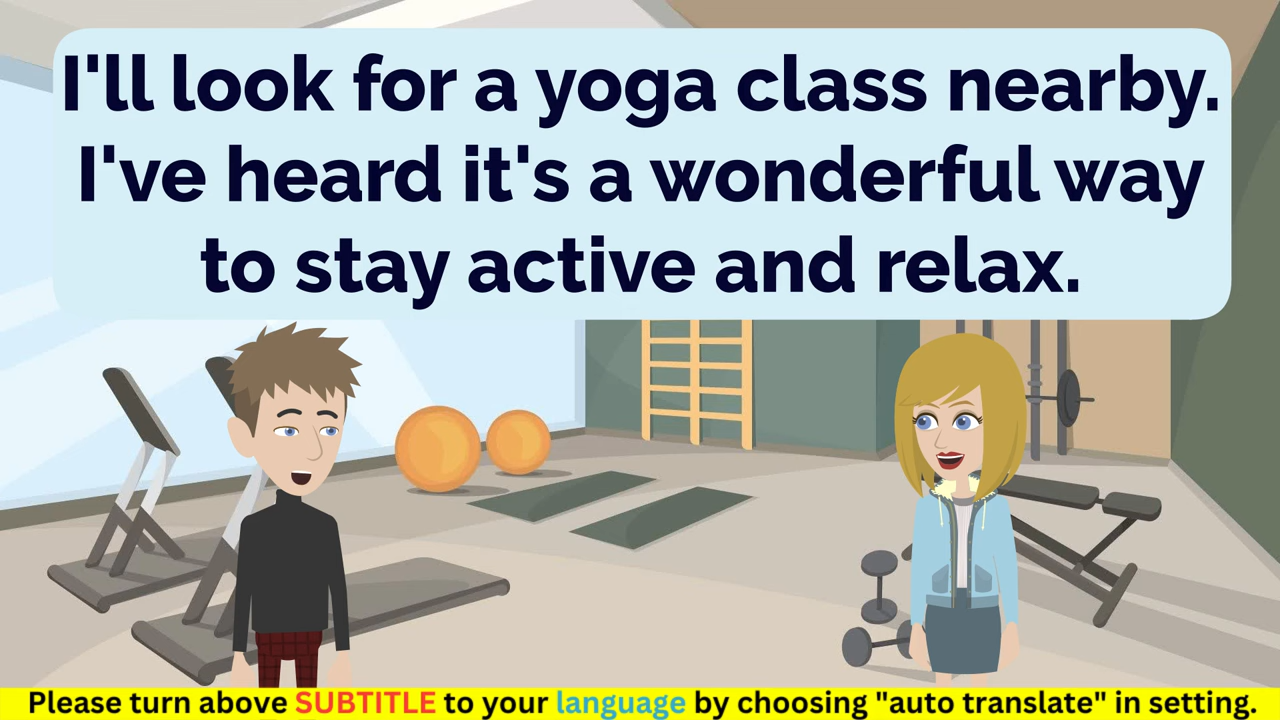 I'll look for a yoga class nearby.
I've heard it's a wonderful way
to stay active and relax.
Please turn above SUBTITLE to your language by choosing "auto translate" in setting.